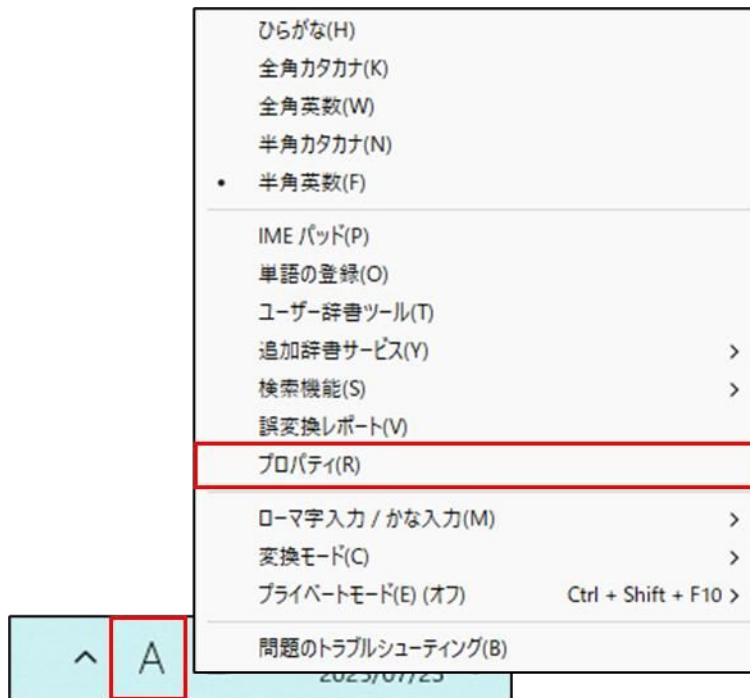 ひらがな(H)
全角カタカナ(K)
全角英数(W)
半角カタカナ(N)
• 半角英数(F)
IME パッド(P)
単語の登録(O)
ユーザー辞書ツール(T)
追加辞書サービス(Y) >
検索機能(S) >
誤変換レポート(V)
プロパティ(R)
ローマ字入力 / かな入力(M) >
変換モード(C) >
プライベートモード(E) (オフ) Ctrl + Shift + F10 >
問題のトラブルシューティング(B)
A